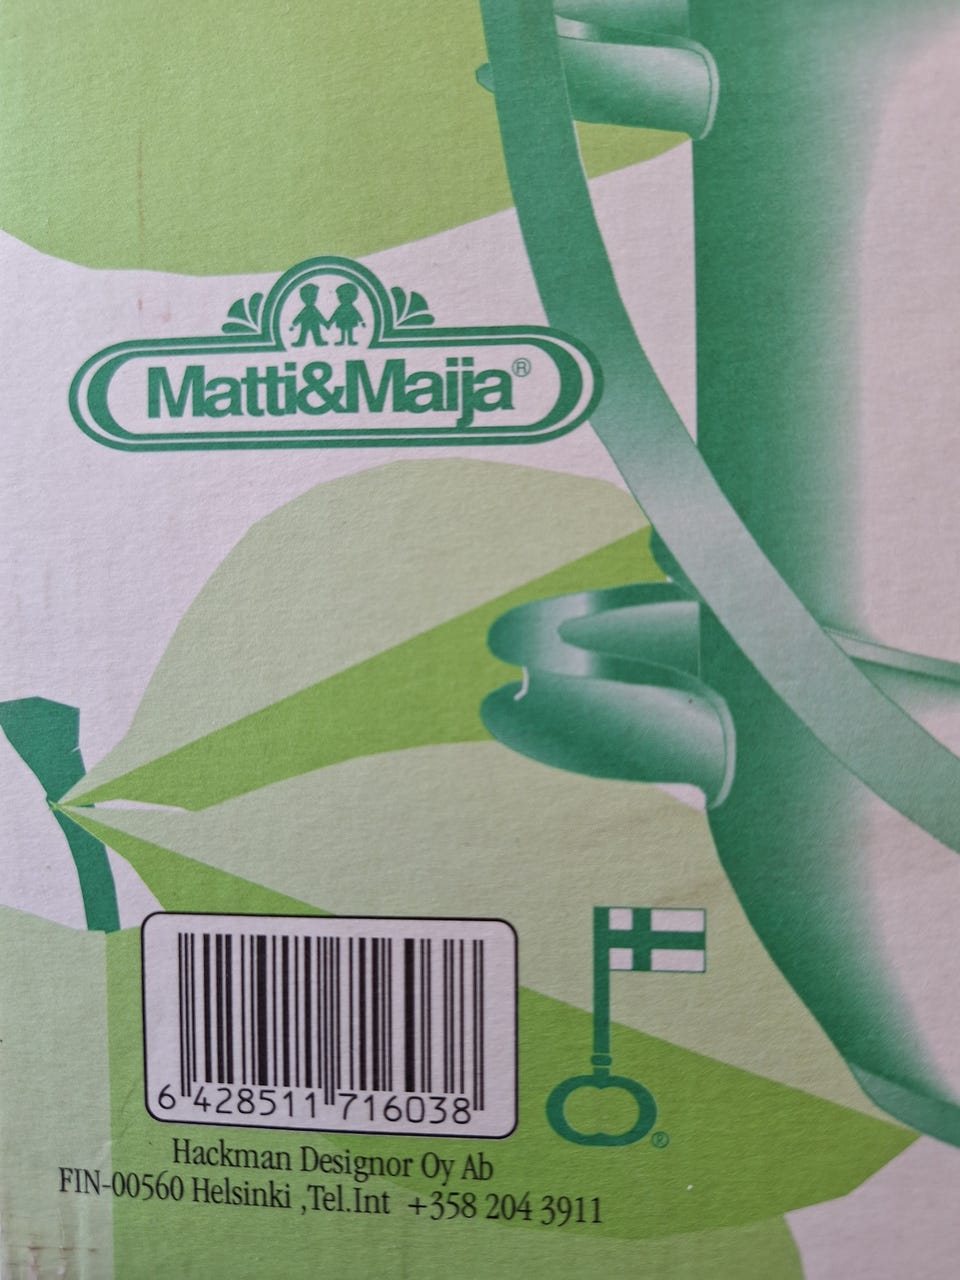 Matti&Maija®
6 428511 716038
®
Hackman Designor Oy Ab
FIN-00560 Helsinki ,Tel.Int +358 204 3911